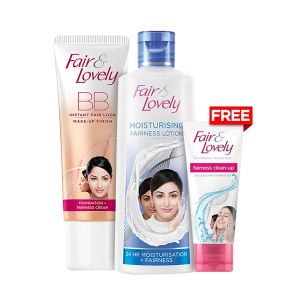 Fair & Lovely
BB
INSTANT FAIR LOOK
MAKE-UP FINISH
FOUNDATION +
FAIRNESS CREAM
Fair & Lovely
MOISTURISING
FAIRNESS LOTION
24 HR MOISTURISATION
+ FAIRNESS
FREE
Fair & Lovely
fairness clean-up